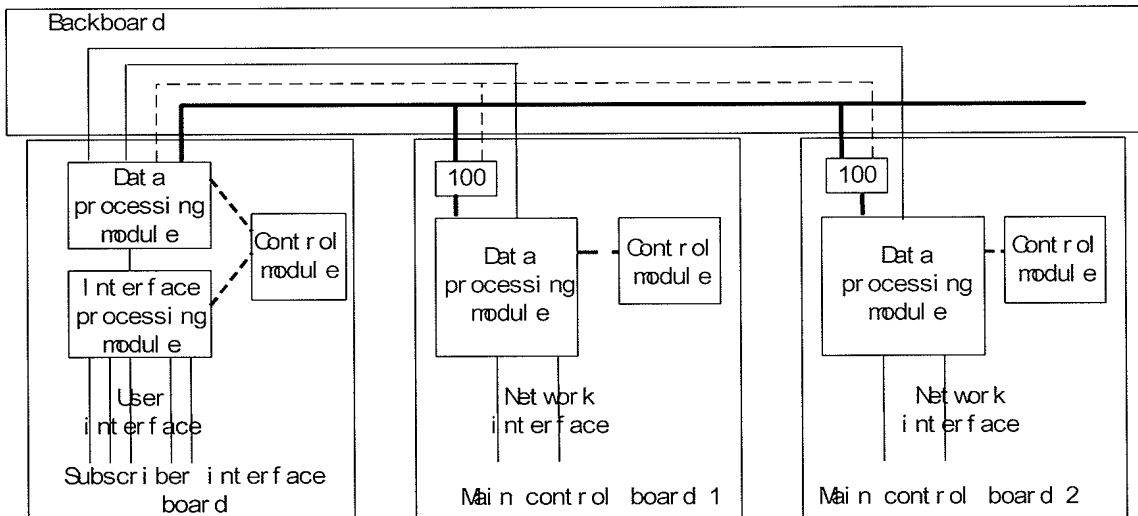 Backboard
Data
processing
module
Control
module
Interface
processing
module
User
interface
Subscriber interface
board
100
Data
processing
module
Control
module
Network
interface
Main control board 1
100
Data
processing
module
Control
module
Network
interface
Main control board 2